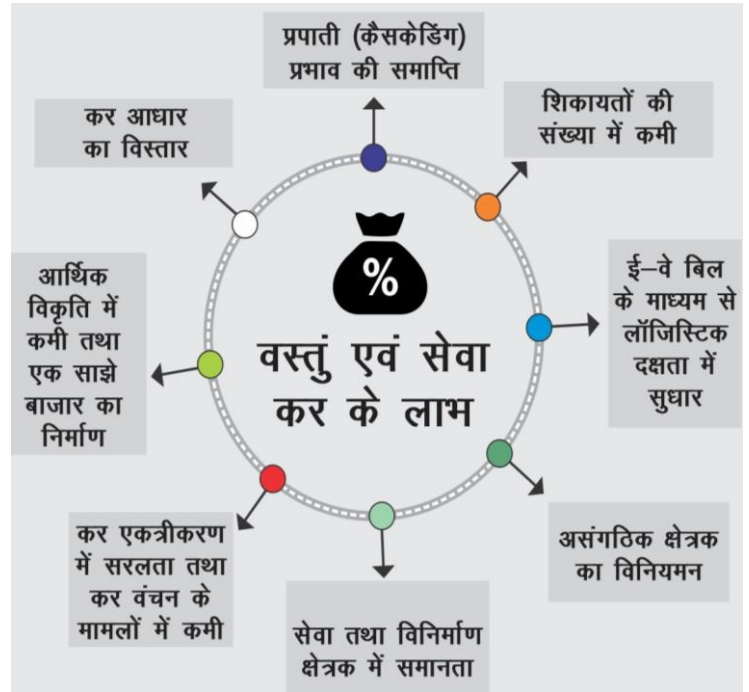 प्रपाती (कैसकेडिंग)
प्रभाव की समाप्ति
शिकायतों की
संख्या में कमी
ई–वे बिल
के माध्यम से
लॉजिस्टिक
दक्षता में
सुधार
असंगठिक क्षेत्रक
का विनियमन
सेवा तथा विनिर्माण
क्षेत्रक में समानता
कर एकत्रीकरण
में सरलता तथा
कर वंचन के
मामलों में कमी
आर्थिक
विकृति में
कमी तथा
एक साझे
बाजार का
निर्माण
कर आधार
का विस्तार
%
वस्तुं एवं सेवा
कर के लाभ